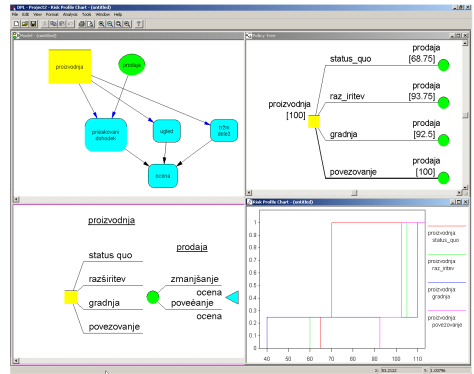 DPL - Project2 - Risk Profile Chart - (untitled)
File Edit View Format Analysis Tools Window Help
Model - (untitled)
proizvodnja
prodaja
pričakovani
dohodek
ugled
tržni
delež
ocena
Policy Tree
prodaja
status_quo
[68.75]
prodaja
raz_iritev
[93.75]
proizvodnja
[100]
prodaja
gradnja
[92.5]
prodaja
povezovanje
[100]
proizvodnja
prodaja
status quo
razširitev
zmanjšanje
ocena
gradnja
povečanje
ocena
povezovanje
Risk Profile Chart - (untitled)
1
0.9
0.8
0.7
0.6
0.5
0.4
0.3
0.2
0.1
0
40 50 60 70 80 90 100 110
proizvodnja:
status_quo
proizvodnja:
raz_iritev
proizvodnja:
gradnja
proizvodnja:
povezovanje